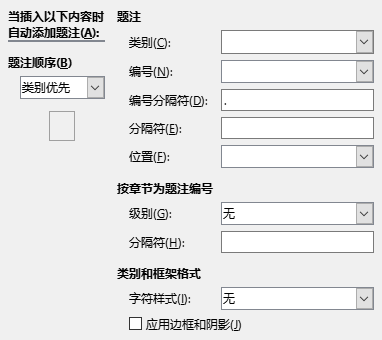 当插入以下内容时
自动添加题注(A):
题注顺序(B)
类别优先
题注
类别(C):
编号(N):
编号分隔符(D): .
分隔符(E):
位置(F):
按章节为题注编号
级别(G): 无
分隔符(H):
类别和框架格式
字符样式(I): 无
应用边框和阴影(J)